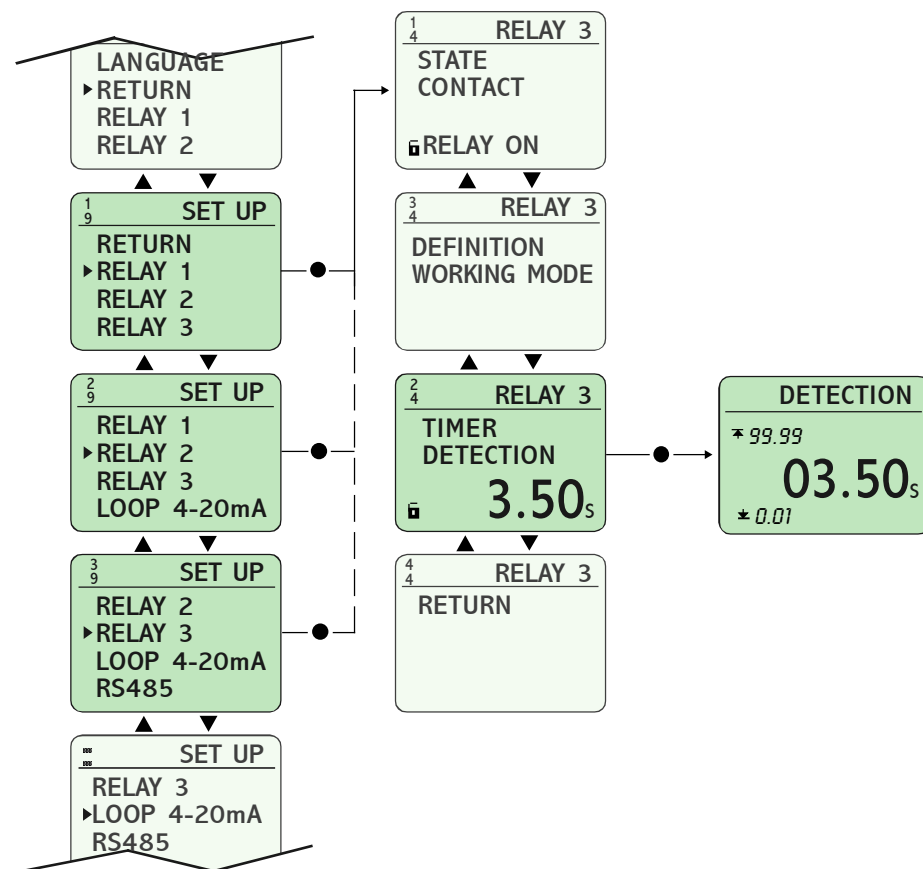 LANGUAGE
RETURN
RELAY 1
RELAY 2
1
9
SET UP
RETURN
RELAY 1
RELAY 2
RELAY 3
2
9
SET UP
RELAY 1
RELAY 2
RELAY 3
LOOP 4-20mA
3
9
SET UP
RELAY 2
RELAY 3
LOOP 4-20mA
RS485
SET UP
RELAY 3
LOOP 4-20mA
RS485
1
4
RELAY 3
STATE
CONTACT
RELAY ON
3
4
RELAY 3
DEFINITION
WORKING MODE
2
4
RELAY 3
TIMER
DETECTION
3.50s
4
4
RELAY 3
RETURN
DETECTION
99.99
03.50s
0.01